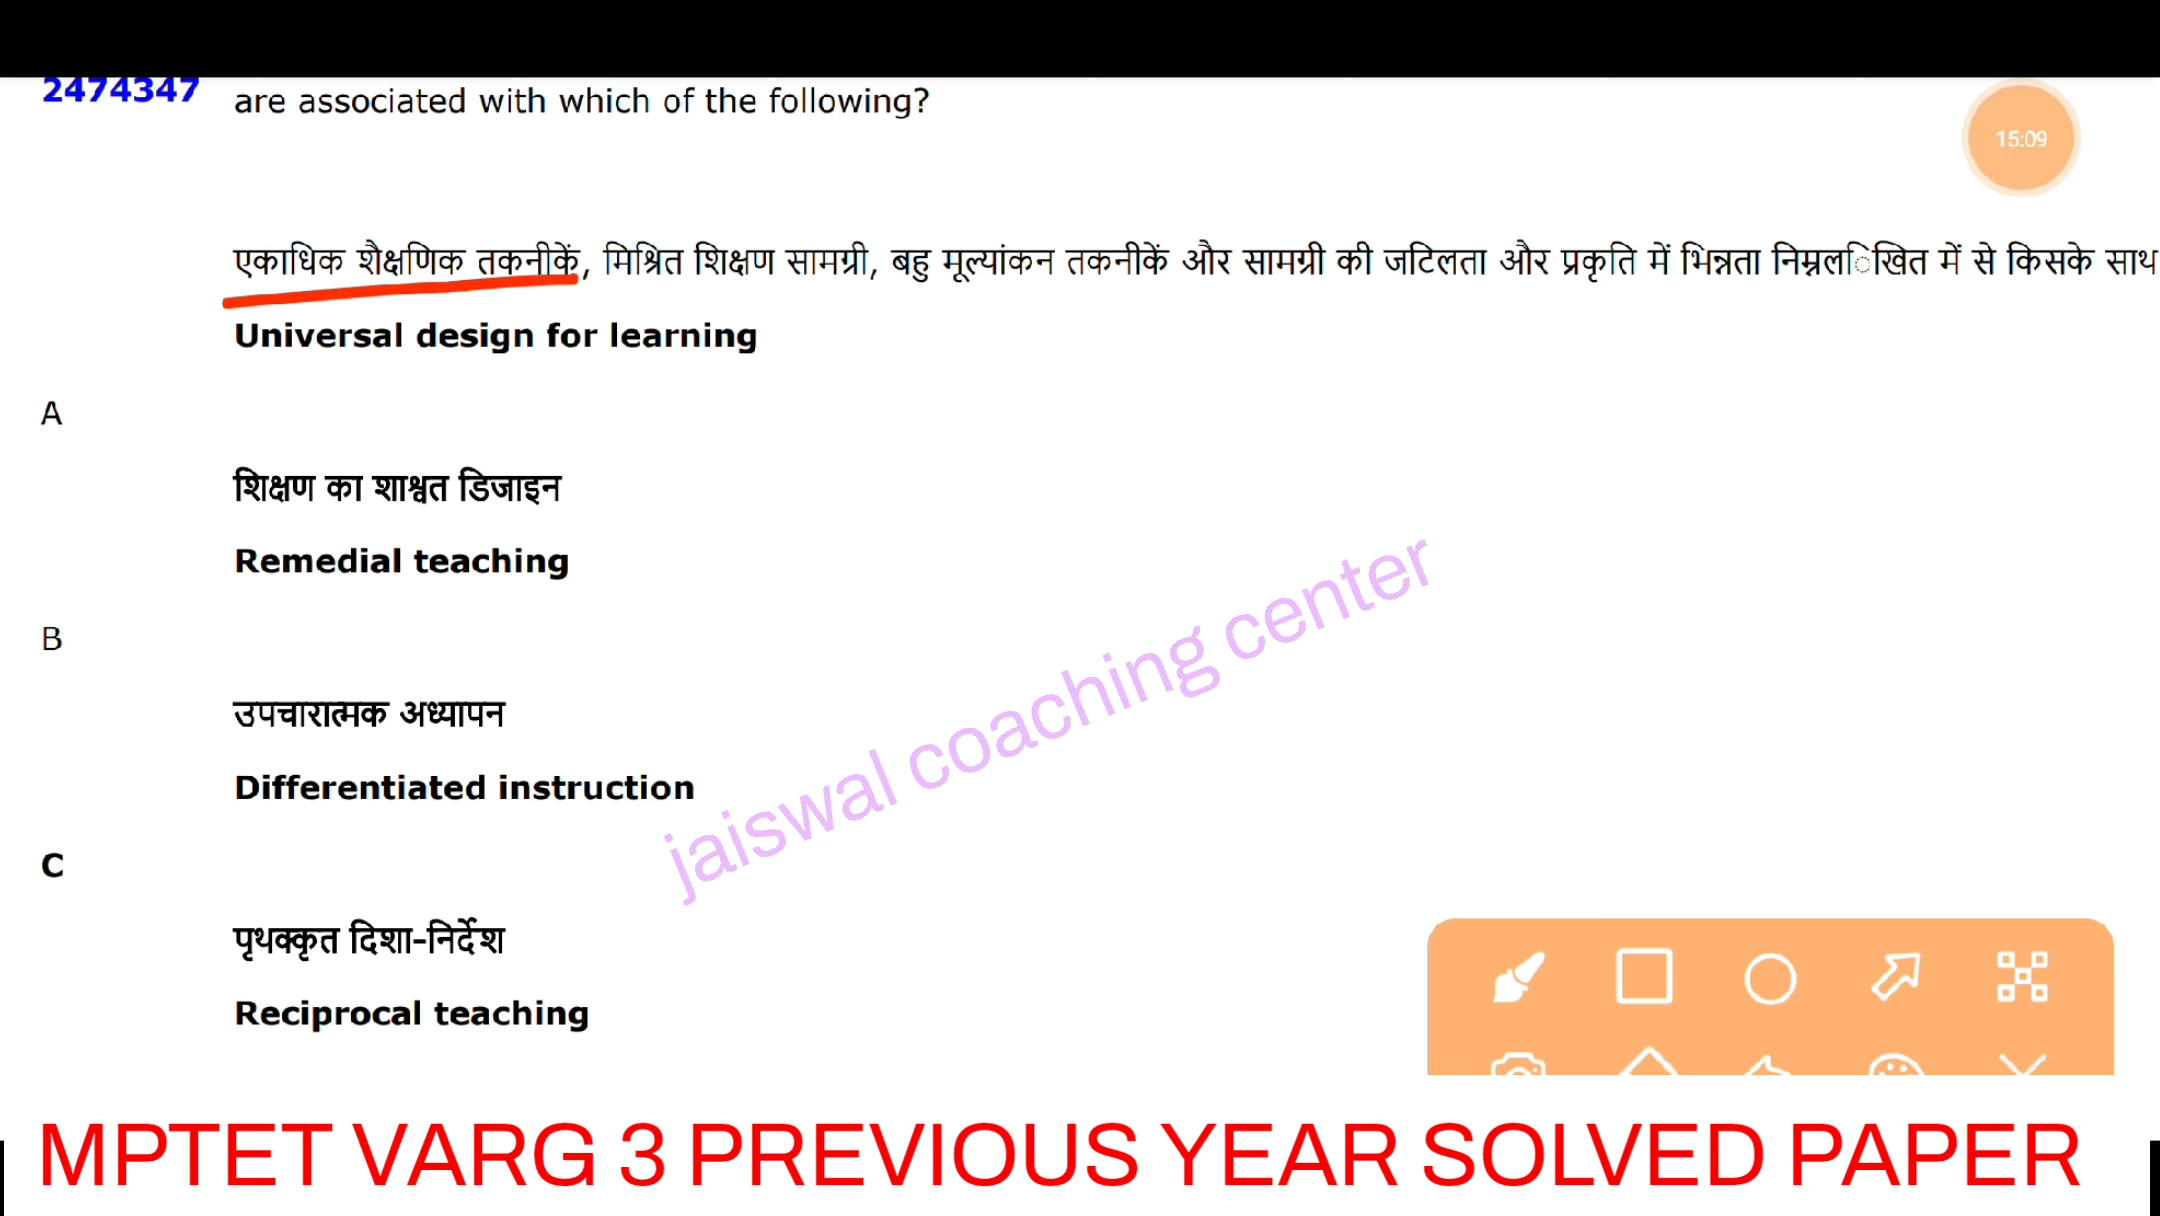 2474347 are associated with which of the following?
15:09
एकाधिक शैक्षणिक तकनीकें, मिश्रित शिक्षण सामग्री, बहु मूल्यांकन तकनीकें और सामग्री की जटिलता और प्रकृति में भिन्नता निम्नलिखित में से किसके साथ
Universal design for learning
A
शिक्षण का शाश्वत डिजाइन
Remedial teaching
B
उपचारात्मक अध्यापन
Differentiated instruction
C
पृथक्कृत दिशा-निर्देश
Reciprocal teaching
jaiswal coaching center
MPTET VARG 3 PREVIOUS YEAR SOLVED PAPER